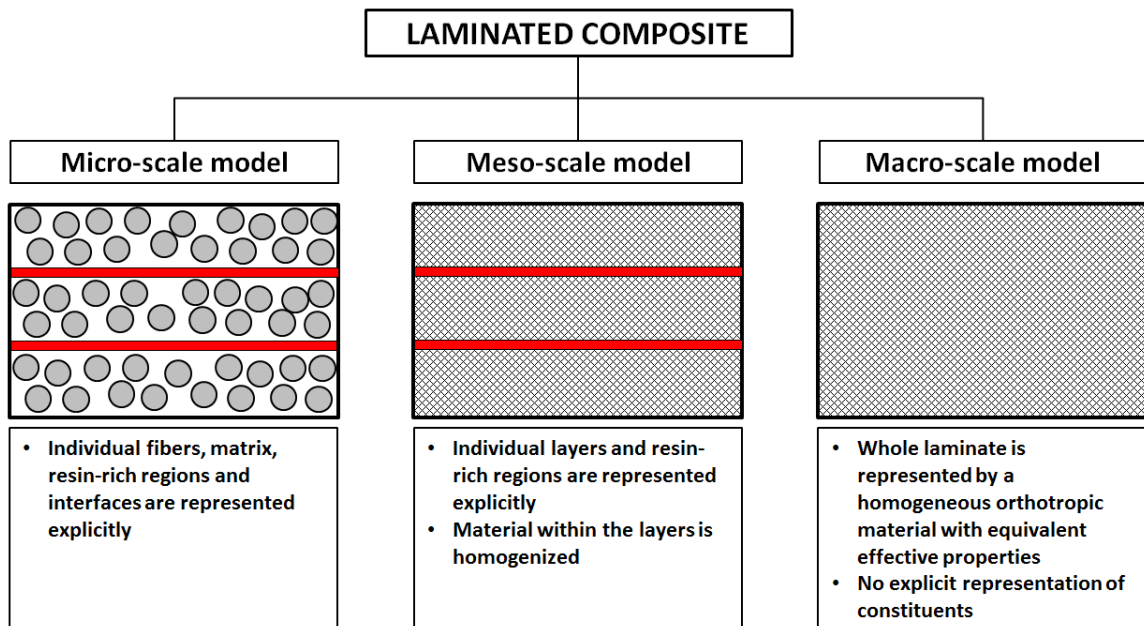 LAMINATED COMPOSITE
Micro-scale model
Meso-scale model
Macro-scale model
• Individual fibers, matrix,
resin-rich regions and
interfaces are represented
explicitly
• Individual layers and resin-
rich regions are represented
explicitly
• Material within the layers is
homogenized
• Whole laminate is
represented by a
homogeneous orthotropic
material with equivalent
effective properties
• No explicit representation of
constituents